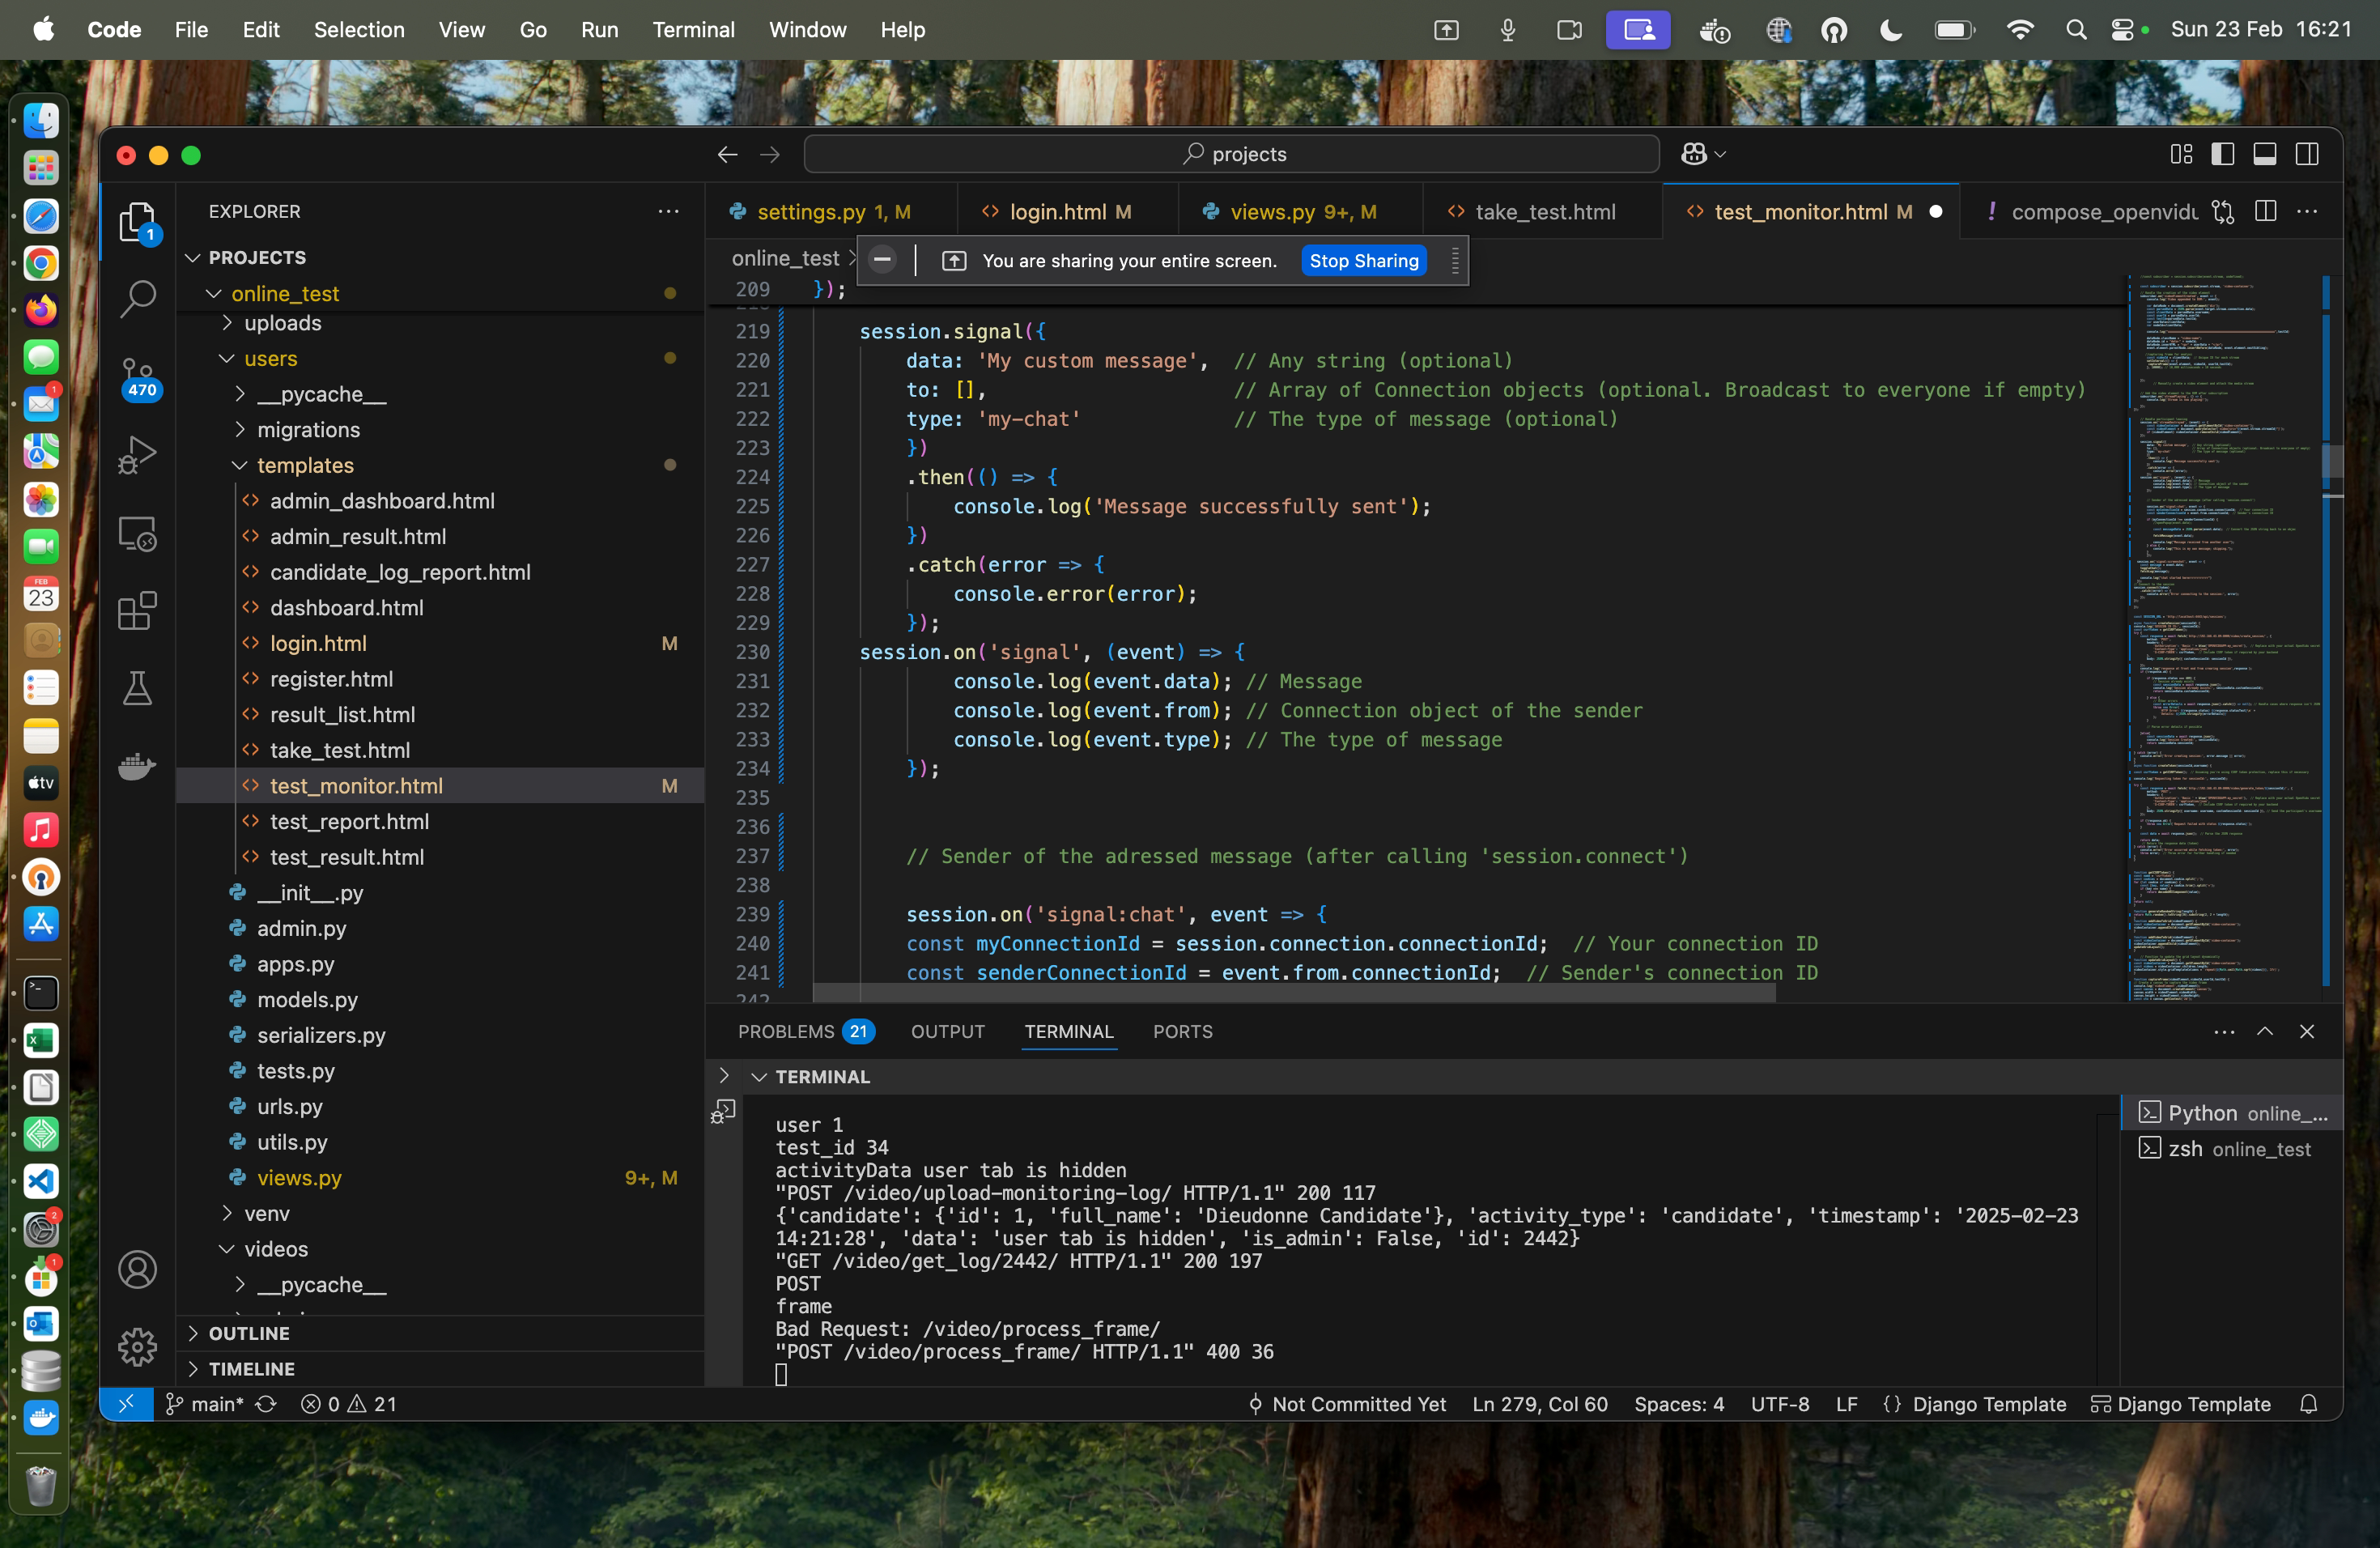 Code File Edit Selection View Go Run Terminal Window Help
Sun 23 Feb 16:21
projects
EXPLORER
PROJECTS
online_test
uploads
users
__pycache__
migrations
templates
admin_dashboard.html
admin_result.html
candidate_log_report.html
dashboard.html
login.html M
register.html
result_list.html
take_test.html
test_monitor.html M
test_report.html
test_result.html
__init__.py
admin.py
apps.py
models.py
serializers.py
tests.py
urls.py
utils.py
views.py 9+, M
venv
videos
__pycache__
OUTLINE
TIMELINE
1
470
FEB
23
tv
1
2
1
settings.py 1, M
login.html M
views.py 9+, M
take_test.html
test_monitor.html M
compose_openvidu
online_test >
You are sharing your entire screen. Stop Sharing
209 });
219 session.signal({
220 data: 'My custom message', // Any string (optional)
221 to: [], // Array of Connection objects (optional. Broadcast to everyone if empty)
222 type: 'my-chat' // The type of message (optional)
223 })
224 .then(() => {
225 console.log('Message successfully sent');
226 })
227 .catch(error => {
228 console.error(error);
229 });
230 session.on('signal', (event) => {
231 console.log(event.data); // Message
232 console.log(event.from); // Connection object of the sender
233 console.log(event.type); // The type of message
234 });
235
236
237 // Sender of the adressed message (after calling 'session.connect')
238
239 session.on('signal:chat', event => {
240 const myConnectionId = session.connection.connectionId; // Your connection ID
241 const senderConnectionId = event.from.connectionId; // Sender's connection ID
242
PROBLEMS 21 OUTPUT TERMINAL PORTS
TERMINAL
user 1
test_id 34
activityData user tab is hidden
"POST /video/upload-monitoring-log/ HTTP/1.1" 200 117
{'candidate': {'id': 1, 'full_name': 'Dieudonne Candidate'}, 'activity_type': 'candidate', 'timestamp': '2025-02-23
14:21:28', 'data': 'user tab is hidden', 'is_admin': False, 'id': 2442}
"GET /video/get_log/2442/ HTTP/1.1" 200 197
POST
frame
Bad Request: /video/process_frame/
"POST /video/process_frame/ HTTP/1.1" 400 36
Python online_...
zsh online_test
main* 0 21
Not Committed Yet Ln 279, Col 60 Spaces: 4 UTF-8 LF {} Django Template Django Template